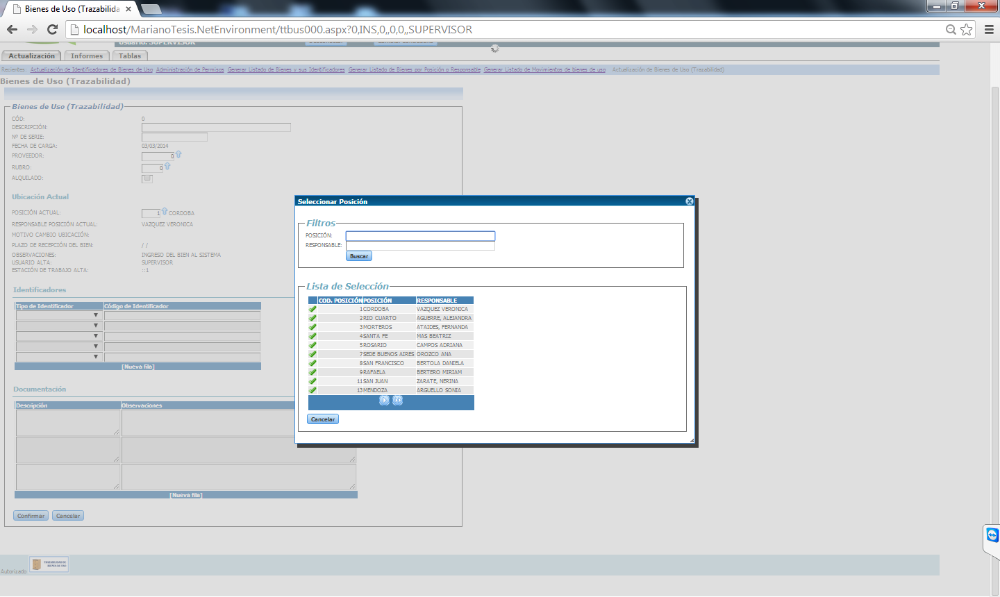 Bienes de Uso (Trazabilida
localhost/MarianoTesis.NetEnvironment/ttbus000.aspx?0,INS,0,,0,0,,SUPERVISOR
Usuario: SUPERVISOR
Actualización Informes Tablas
Recientes: Actualización de Identificadores de Bienes de Uso Administración de Permisos Generar Listado de Bienes y sus Identificadores Generar Listado de Bienes por Posición o Responsable Generar Listado de Movimientos de bienes de uso Actualización de Bienes de Uso (Trazabilidad)
Bienes de Uso (Trazabilidad)
Bienes de Uso (Trazabilidad)
CÓD: 0
DESCRIPCIÓN:
Nº DE SERIE:
FECHA DE CARGA: 03/03/2014
PROVEEDOR: 0
RUBRO: 0
ALQUILADO:
Ubicación Actual
POSICIÓN ACTUAL: 1 CORDOBA
RESPONSABLE POSICIÓN ACTUAL: VAZQUEZ VERONICA
MOTIVO CAMBIO UBICACIÓN:
PLAZO DE RECEPCIÓN DEL BIEN: / /
OBSERVACIONES: INGRESO DEL BIEN AL SISTEMA
USUARIO ALTA: SUPERVISOR
ESTACIÓN DE TRABAJO ALTA: ::1
Identificadores
Tipo de Identificador Código de Identificador
[Nueva fila]
Documentación
Descripción Observaciones
[Nueva fila]
Confirmar Cancelar
Seleccionar Posición
Filtros
POSICIÓN:
RESPONSABLE:
Buscar
Lista de Selección
COD. POSICIÓN POSICIÓN RESPONSABLE
1 CORDOBA VAZQUEZ VERONICA
2 RIO CUARTO AGUERRE, ALEJANDRA
3 MORTEROS ATAIDES, FERNANDA
4 SANTA FE MAS BEATRIZ
5 ROSARIO CAMPOS ADRIANA
7 SEDE BUENOS AIRES OROZCO ANA
8 SAN FRANCISCO BERTOLA DANIELA
9 RAFAELA BERTERO MIRIAM
11 SAN JUAN ZARATE, NERINA
13 MENDOZA ARGUELLO SONIA
Cancelar
Autorizado
TRAZABILIDAD DE
BIENES DE USO